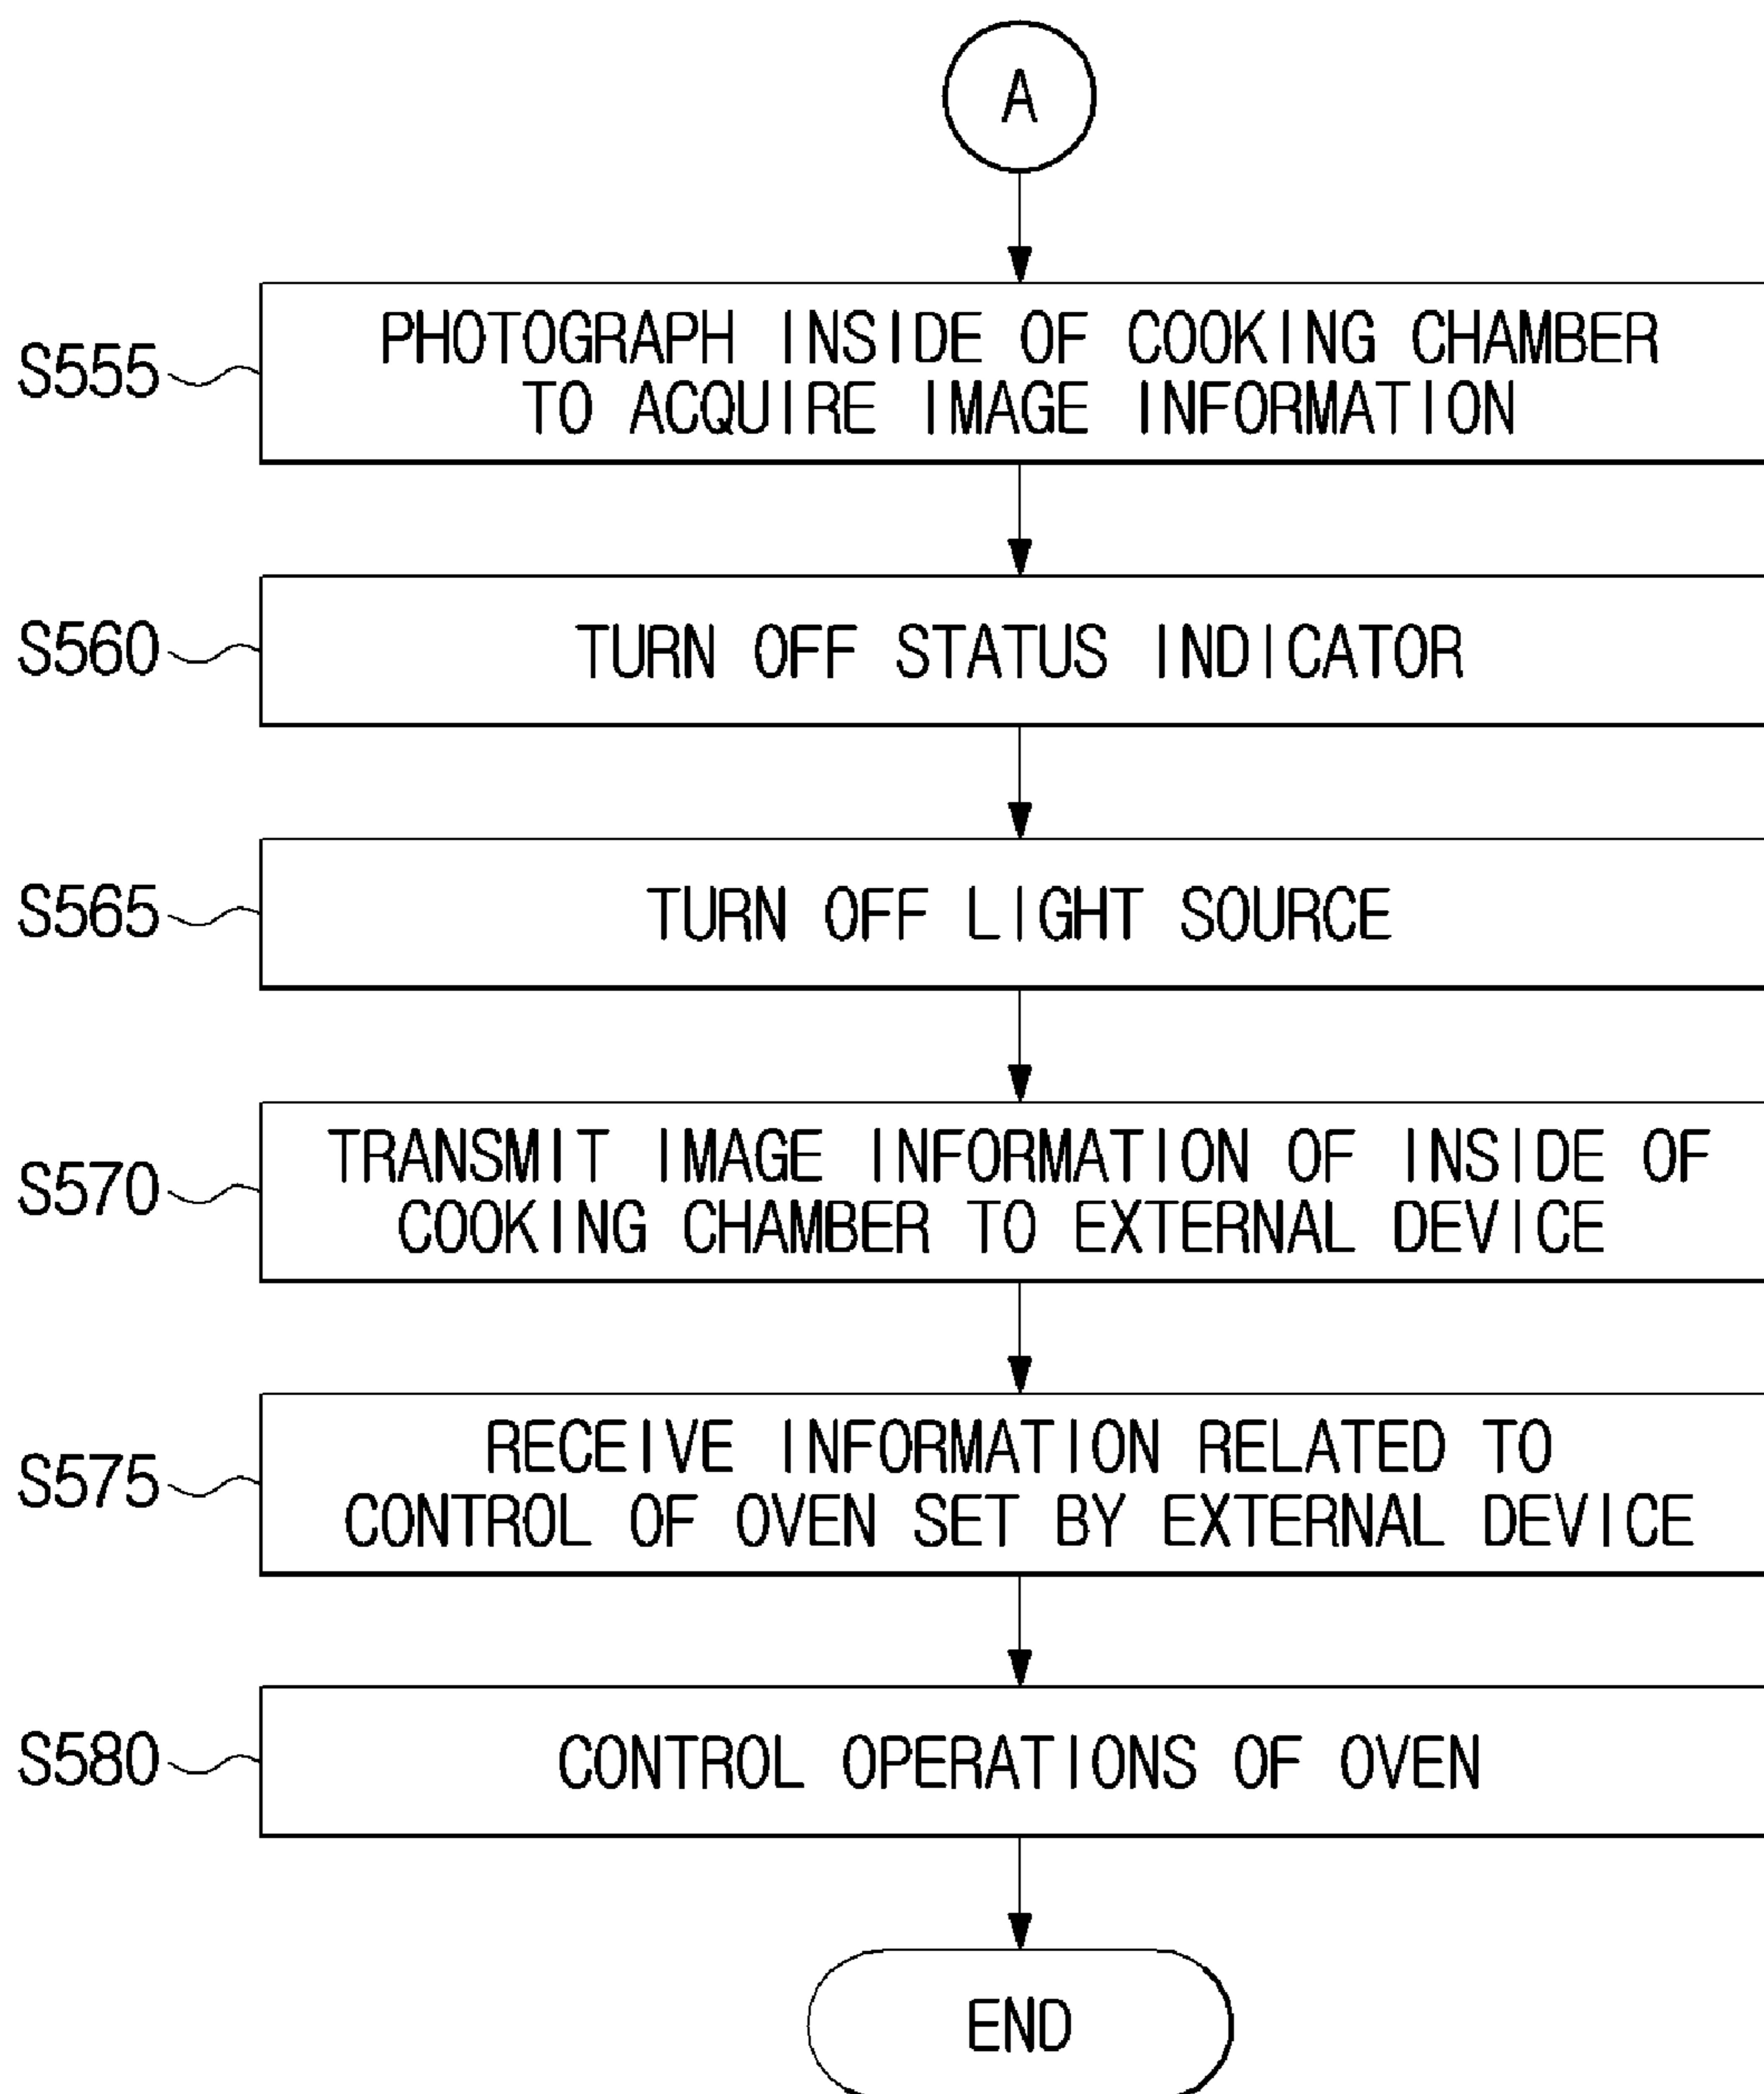 A
S555
PHOTOGRAPH INSIDE OF COOKING CHAMBER
TO ACQUIRE IMAGE INFORMATION
S560
TURN OFF STATUS INDICATOR
S565
TURN OFF LIGHT SOURCE
S570
TRANSMIT IMAGE INFORMATION OF INSIDE OF
COOKING CHAMBER TO EXTERNAL DEVICE
S575
RECEIVE INFORMATION RELATED TO
CONTROL OF OVEN SET BY EXTERNAL DEVICE
S580
CONTROL OPERATIONS OF OVEN
END